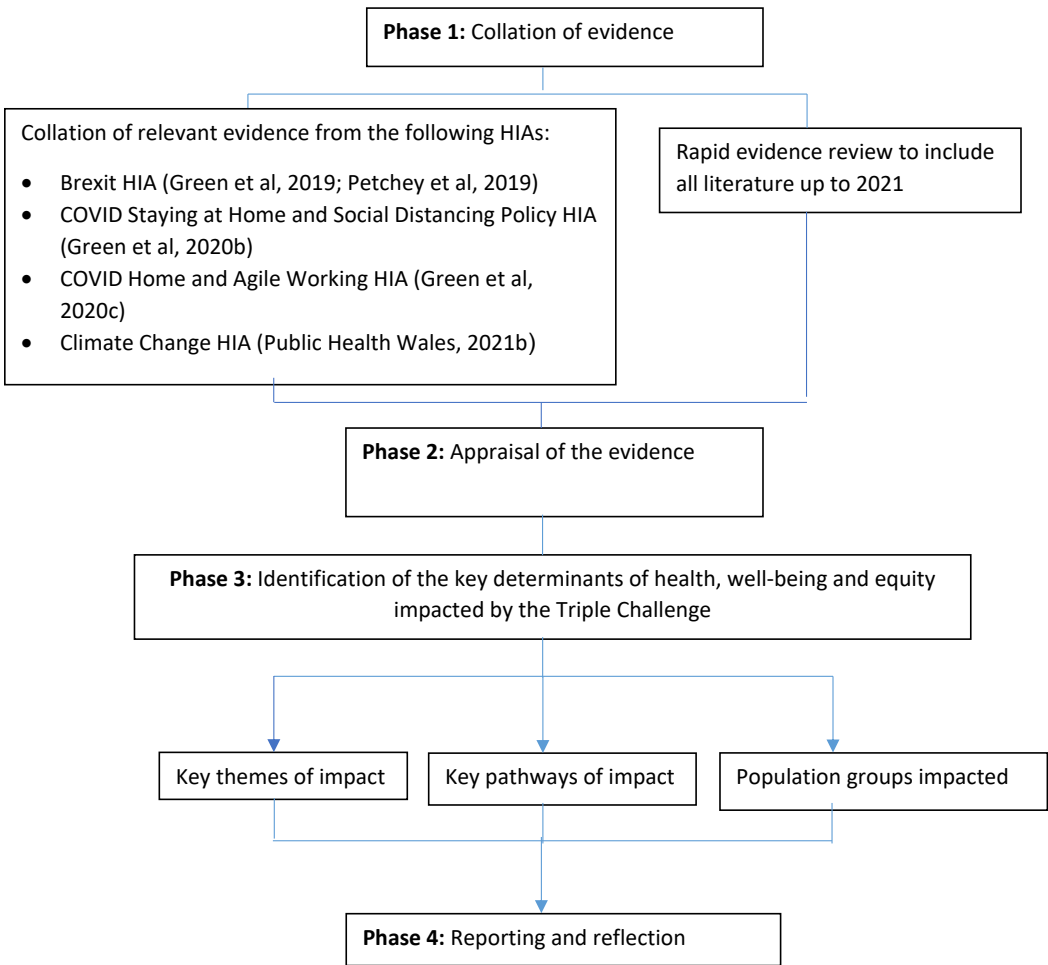 Phase 1: Collation of evidence
Collation of relevant evidence from the following HIAs:
• Brexit HIA (Green et al, 2019; Petchey et al, 2019)
• COVID Staying at Home and Social Distancing Policy HIA
(Green et al, 2020b)
• COVID Home and Agile Working HIA (Green et al,
2020c)
• Climate Change HIA (Public Health Wales, 2021b)
Rapid evidence review to include
all literature up to 2021
Phase 2: Appraisal of the evidence
Phase 3: Identification of the key determinants of health, well-being and equity
impacted by the Triple Challenge
Key themes of impact
Key pathways of impact
Population groups impacted
Phase 4: Reporting and reflection